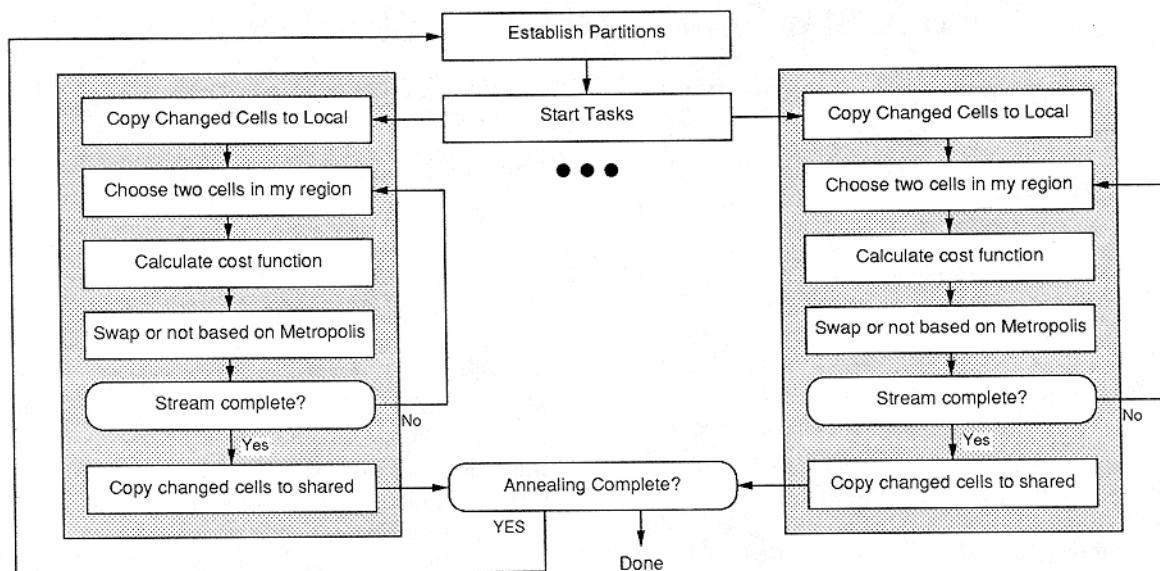 Establish Partitions
Start Tasks
Copy Changed Cells to Local
Choose two cells in my region
Calculate cost function
Swap or not based on Metropolis
Stream complete?
No
Yes
Copy changed cells to shared
Copy Changed Cells to Local
Choose two cells in my region
Calculate cost function
Swap or not based on Metropolis
Stream complete?
No
Yes
Copy changed cells to shared
Annealing Complete?
YES
Done